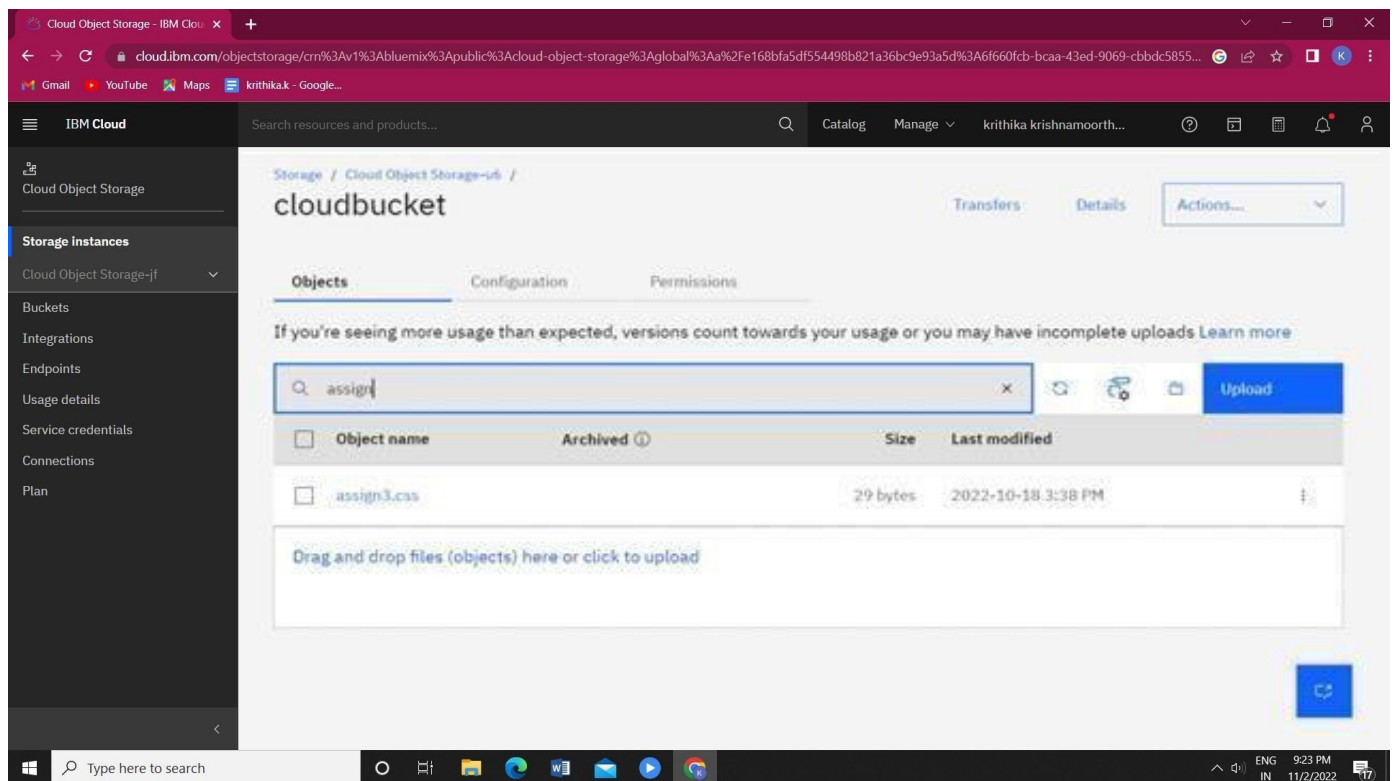 Cloud Object Storage - IBM Clou
cloud.ibm.com/objectstorage/crn%3Av1%3Abluemix%3Apublic%3Acloud-object-storage%3Aglobal%3Aa%2Fe168bfa5df554498b821a36bc9e93a5d%3A6f660fcb-bcaa-43ed-9069-cbbdc5855...
K
Gmail YouTube Maps krithika.k - Google...
IBM Cloud Search resources and products... Catalog Manage krithika krishnamoorth...
Cloud Object Storage
Storage instances
Cloud Object Storage-jf
Buckets
Integrations
Endpoints
Usage details
Service credentials
Connections
Plan
Storage / Cloud Object Storage-u6 /
cloudbucket Transfers Details Actions...
Objects Configuration Permissions
If you're seeing more usage than expected, versions count towards your usage or you may have incomplete uploads Learn more
assign Upload
Object name Archived Size Last modified
assign3.css 29 bytes 2022-10-18 3:38 PM
Drag and drop files (objects) here or click to upload
Type here to search
ENG 9:23 PM
IN 11/2/2022 17